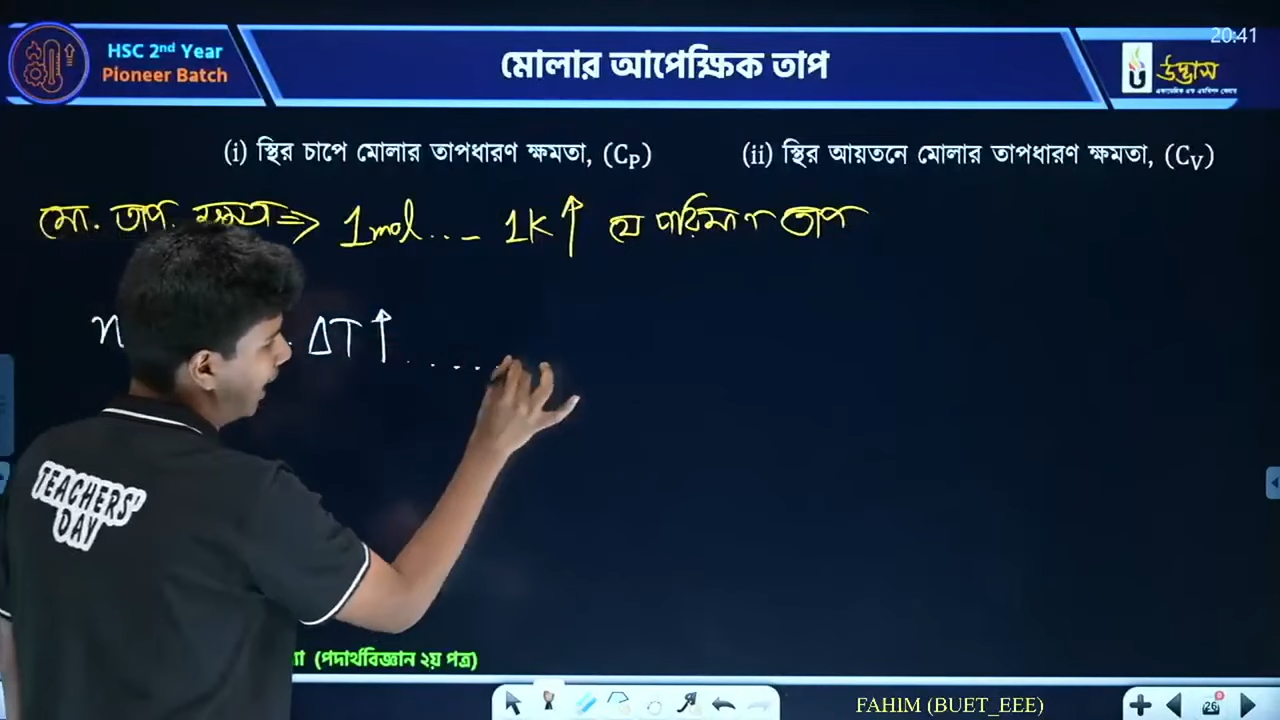 20:41
HSC 2nd Year
Pioneer Batch
মোলার আপেক্ষিক তাপ
উদ্ভাস
(i) স্থির চাপে মোলার তাপধারণ ক্ষমতা, (CP)
(ii) স্থির আয়তনে মোলার তাপধারণ ক্ষমতা, (CV)
মো. তাপ. ক্ষমতা ⇒ 1mol... 1K↑ যে পরিমাণ তাপ
n ΔT↑ .....
TEACHERS'
DAY
(পদার্থবিজ্ঞান ২য় পত্র)
FAHIM (BUET_EEE)
26